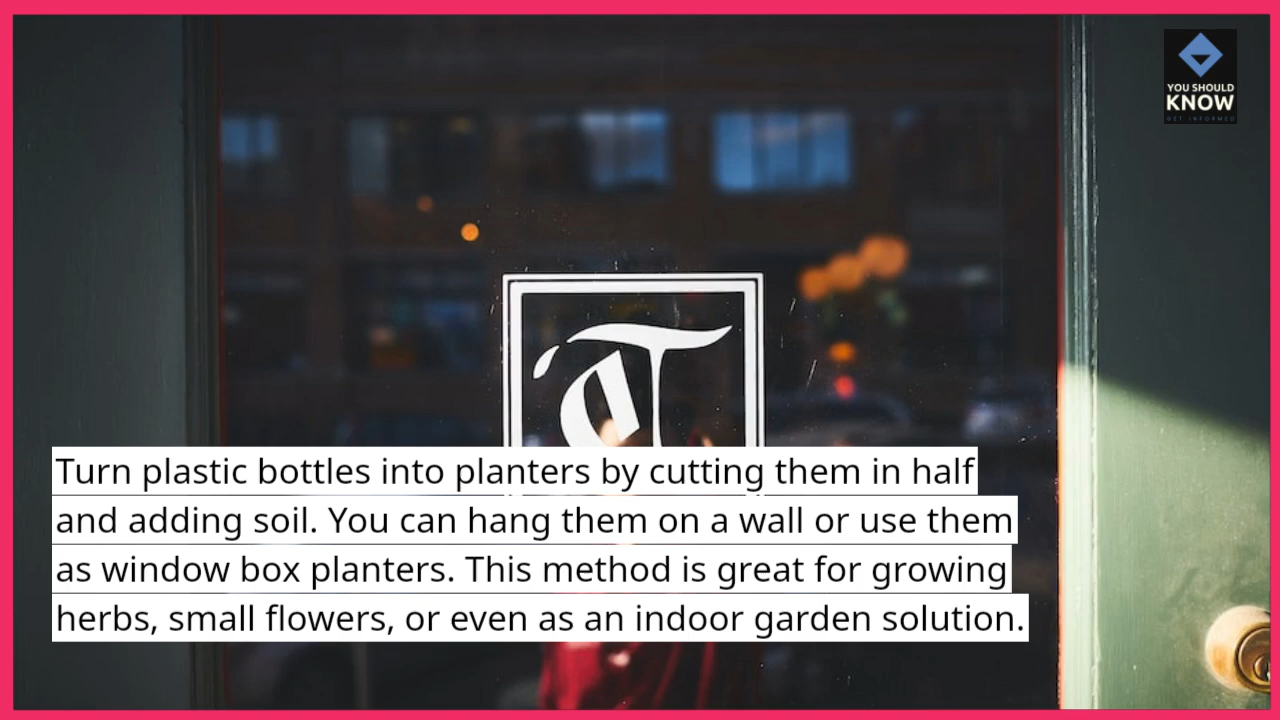 YOU SHOULD
KNOW
GET INFORMED
Turn plastic bottles into planters by cutting them in half
and adding soil. You can hang them on a wall or use them
as window box planters. This method is great for growing
herbs, small flowers, or even as an indoor garden solution.